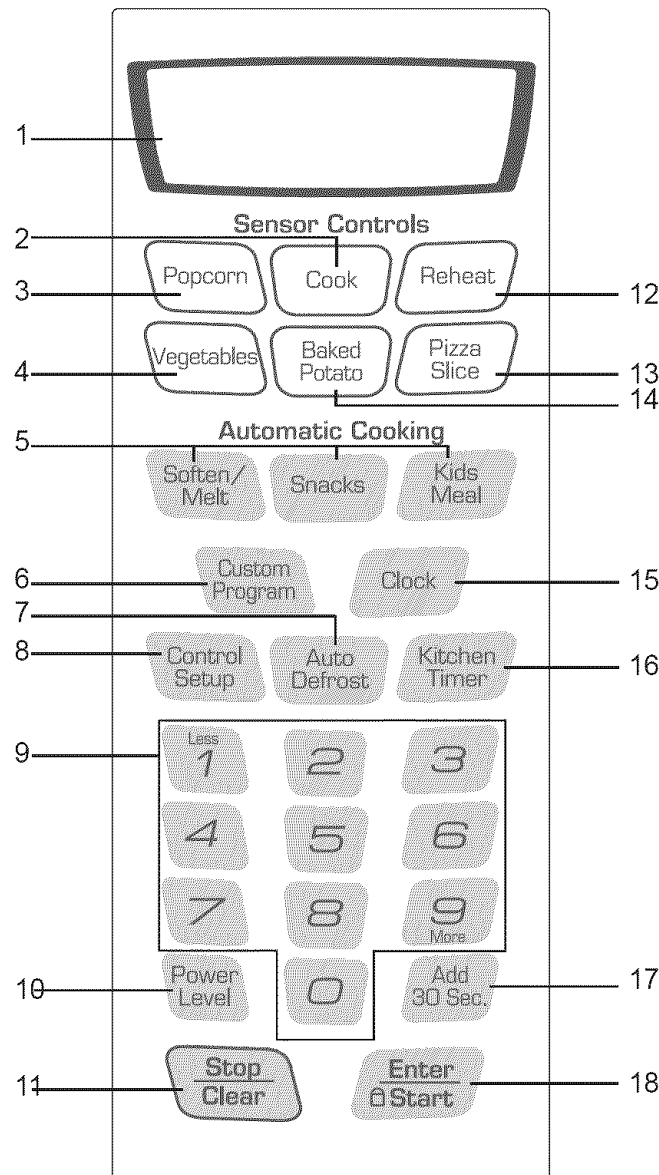 1
Sensor Controls
2
Popcorn Cook Reheat
3 12
Vegetables Baked Potato Pizza Slice
4 13
14
Automatic Cooking
5
Soften/ Melt Snacks Kids Meal
6 Custom Program Clock 15
7
8 Control Setup Auto Defrost Kitchen Timer 16
9 Less 1 2 3
4 5 6
7 8 9 More
10 Power Level 0 Add 30 Sec. 17
11 Stop Clear Enter Start 18